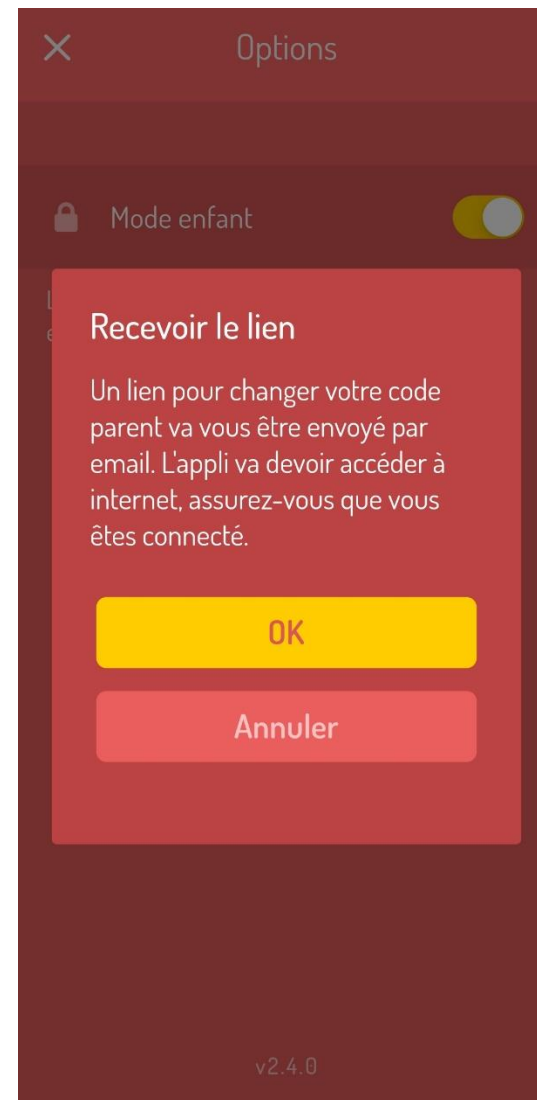 Options
Mode enfant
Recevoir le lien
Un lien pour changer votre code
parent va vous être envoyé par
email. L'appli va devoir accéder à
internet, assurez-vous que vous
êtes connecté.
OK
Annuler
v2.4.0